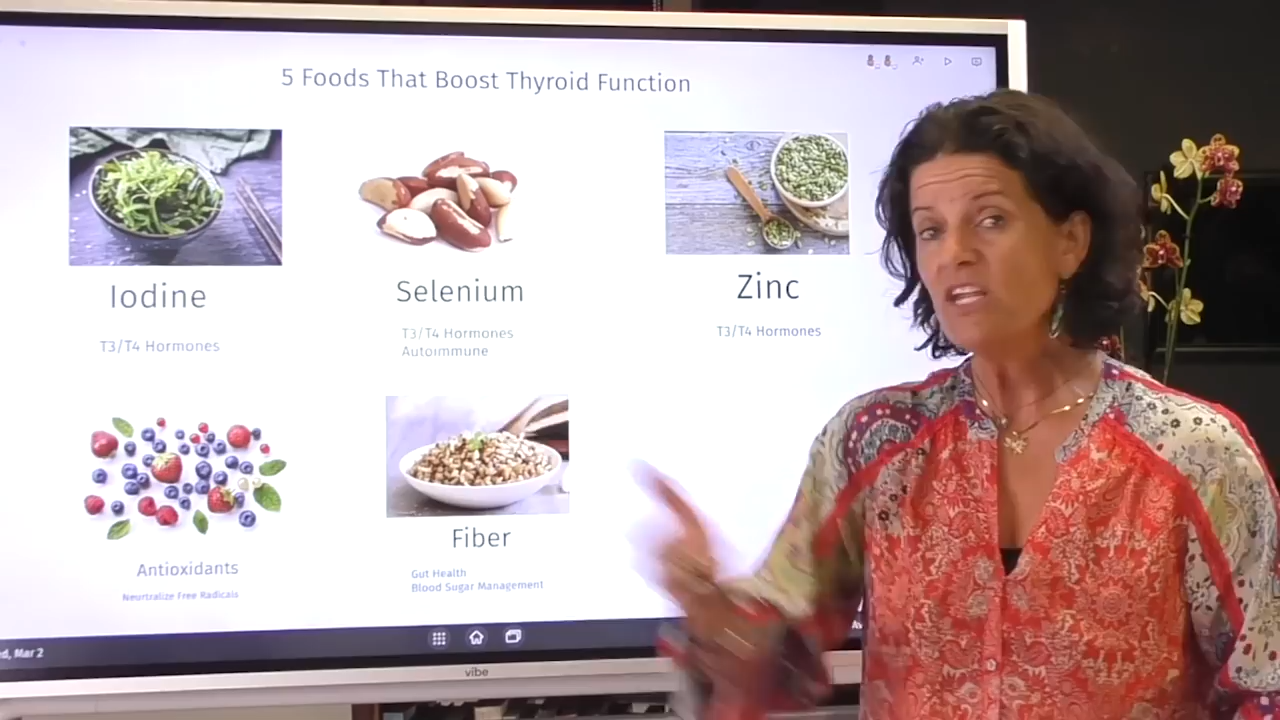 5 Foods That Boost Thyroid Function
Iodine
T3/T4 Hormones
Selenium
T3/T4 Hormones
Autoimmune
Zinc
T3/T4 Hormones
Antioxidants
Neurtralize Free Radicals
Fiber
Gut Health
Blood Sugar Management
d, Mar 2
vibe